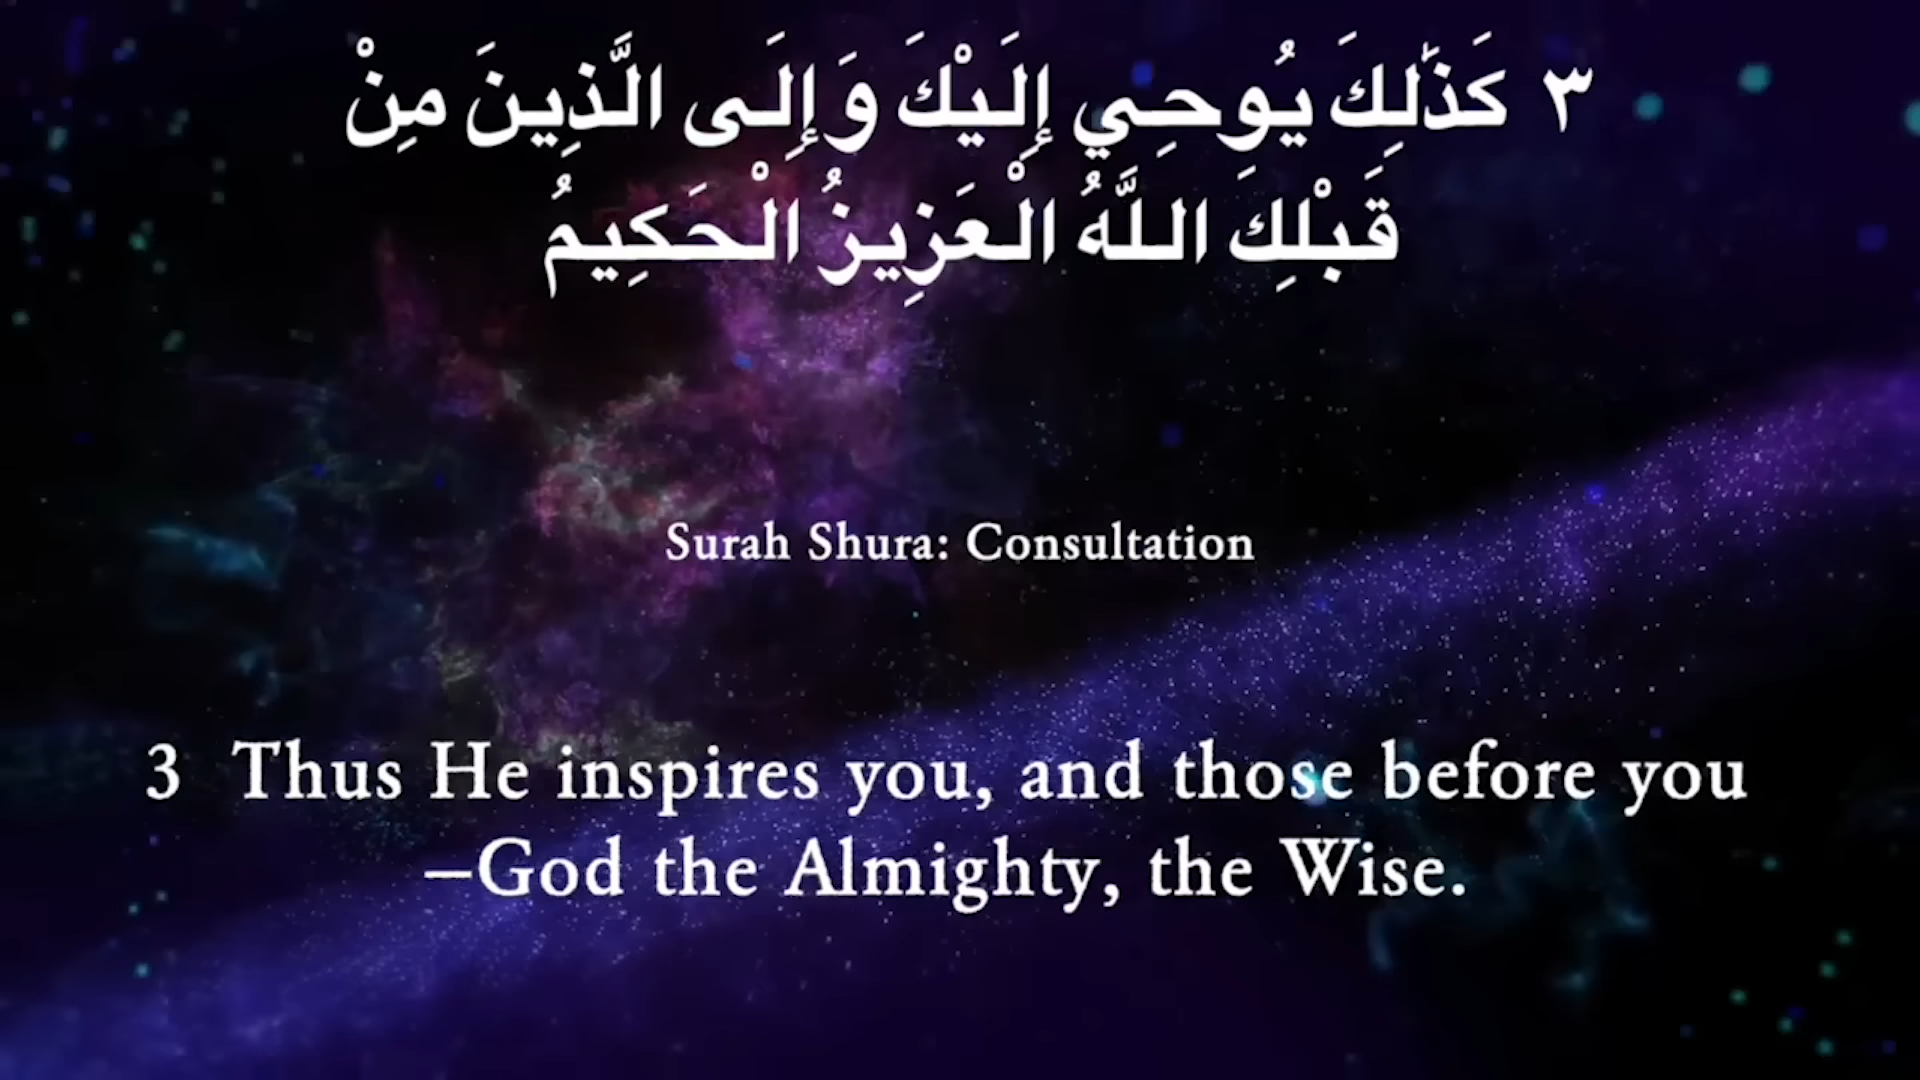 ٣ كَذَٰلِكَ يُوحِي إِلَيْكَ وَإِلَى الَّذِينَ مِنْ
قَبْلِكَ اللَّهُ الْعَزِيزُ الْحَكِيمُ
Surah Shura: Consultation
3 Thus He inspires you, and those before you
—God the Almighty, the Wise.